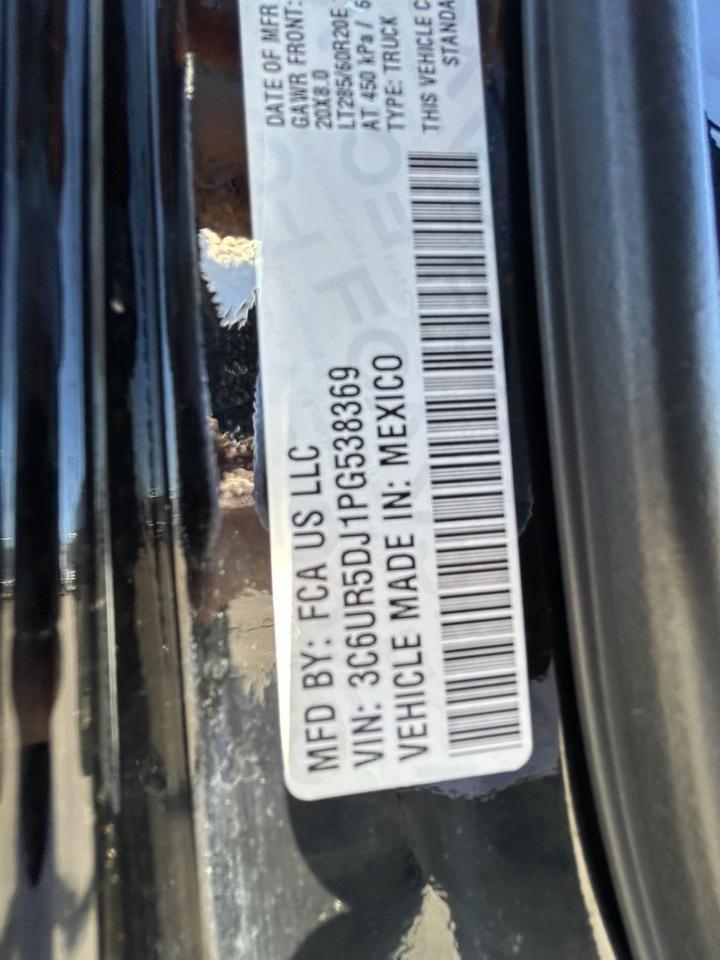 MFD BY: FCA US LLC
VIN: 3C6UR5DJ1PG538369
VEHICLE MADE IN: MEXICO
DATE OF MFR
GAWR FRONT:
20X8.0
LT285/60R20E
AT 450 kPa /
TYPE: TRUCK
THIS VEHICLE C
STANDA